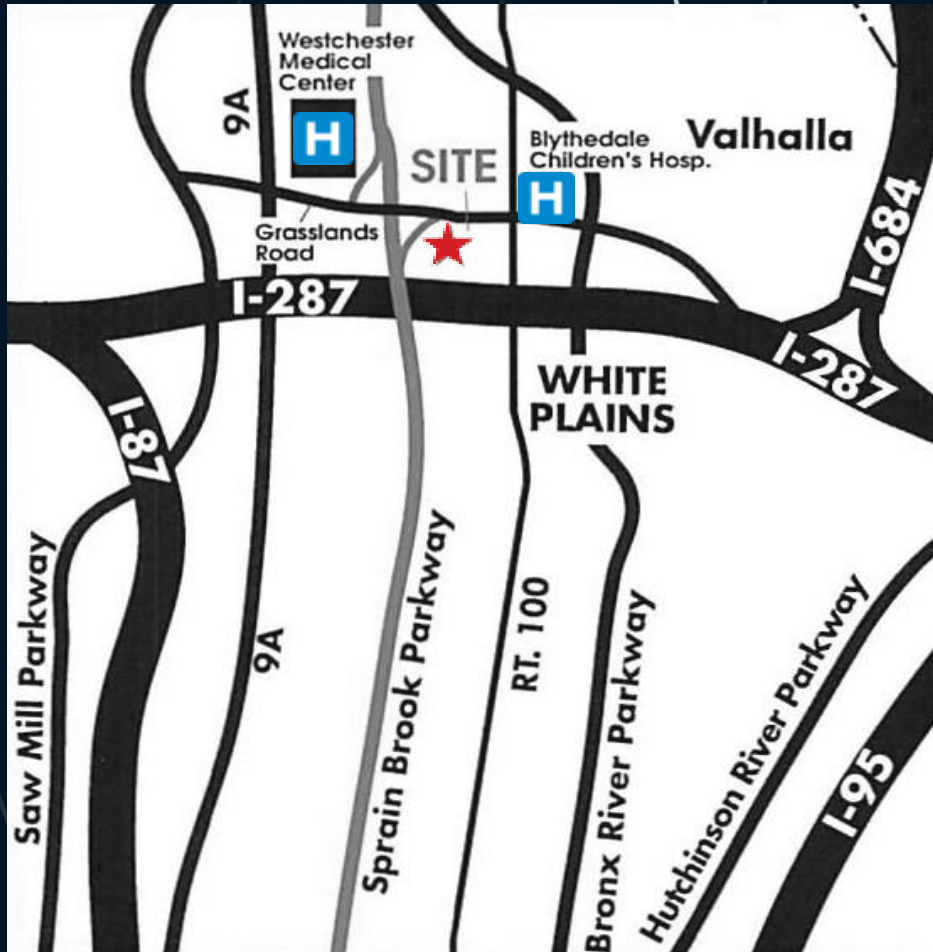 Westchester
Medical
Center
9A
H
SITE
Blythedale
Children's Hosp.
H
Valhalla
I-684
Grasslands
Road
I-287
I-287
WHITE
PLAINS
I-87
Saw Mill Parkway
9A
Sprain Brook Parkway
RT. 100
Bronx River Parkway
Hutchinson River Parkway
I-95